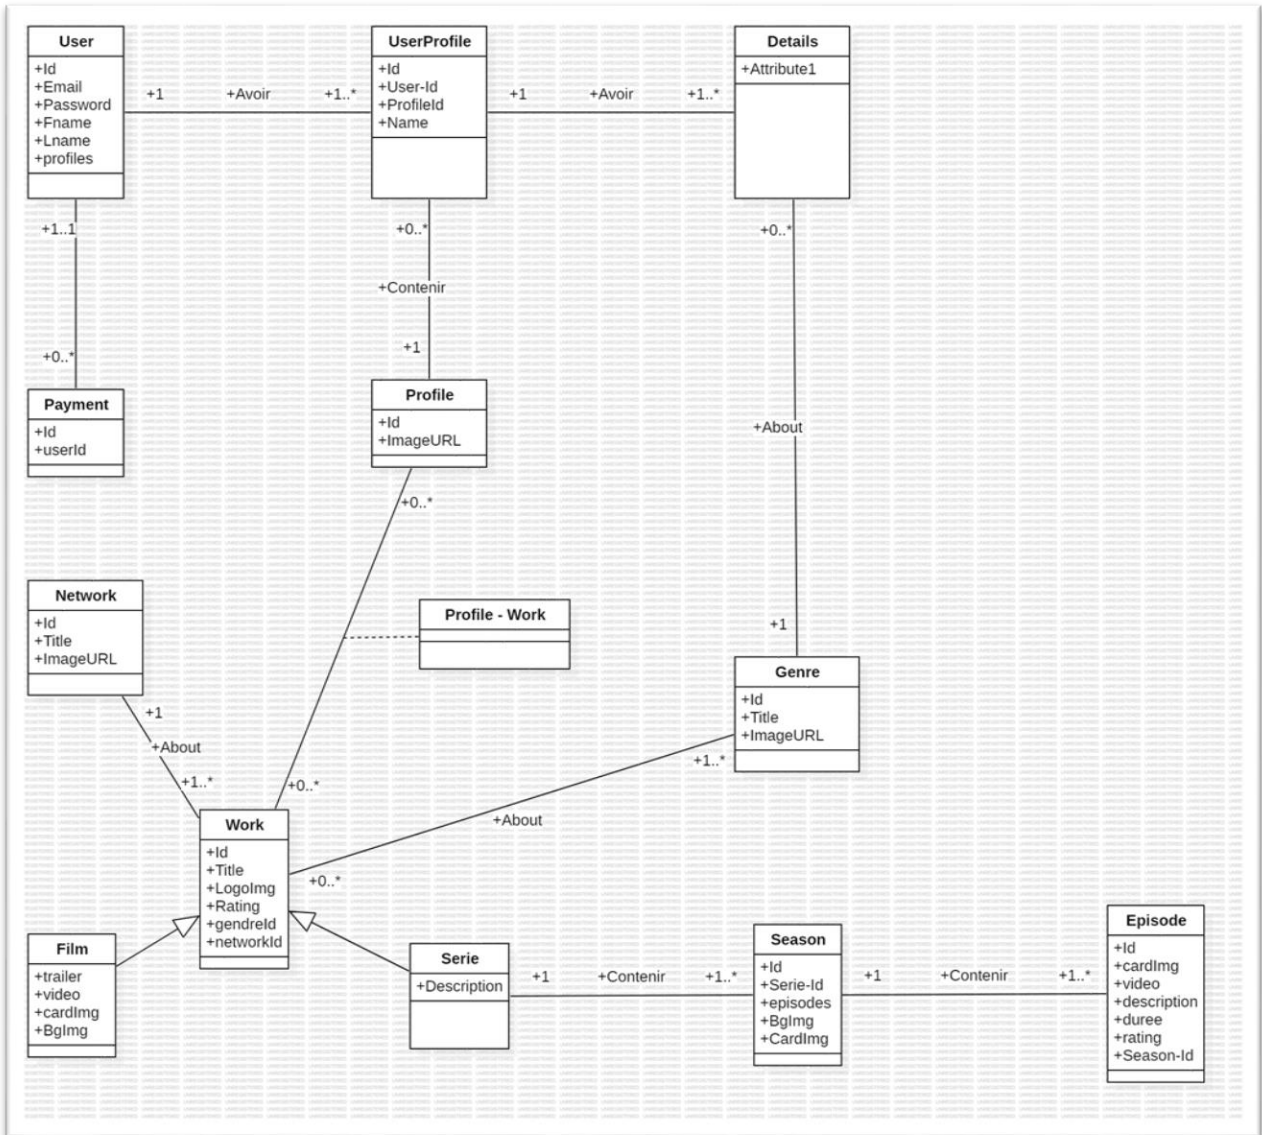 User
+Id
+Email
+Password
+Fname
+Lname
+profiles
+1
+Avoir
+1..*
UserProfile
+Id
+User-Id
+ProfileId
+Name
+1
+Avoir
+1..*
Details
+Attribute1
+1..1
+0..*
Payment
+Id
+userId
+0..*
+Contenir
+1
Profile
+Id
+ImageURL
+0..*
+About
+1
+0..*
Network
+Id
+Title
+ImageURL
Profile - Work
Genre
+Id
+Title
+ImageURL
+1
+About
+1..*
+0..*
+1..*
+About
+0..*
Work
+Id
+Title
+LogoImg
+Rating
+gendreId
+networkId
Film
+trailer
+video
+cardImg
+BgImg
Serie
+Description
+1
+Contenir
+1..*
Season
+Id
+Serie-Id
+episodes
+BgImg
+CardImg
+1
+Contenir
+1..*
Episode
+Id
+cardImg
+video
+description
+duree
+rating
+Season-Id